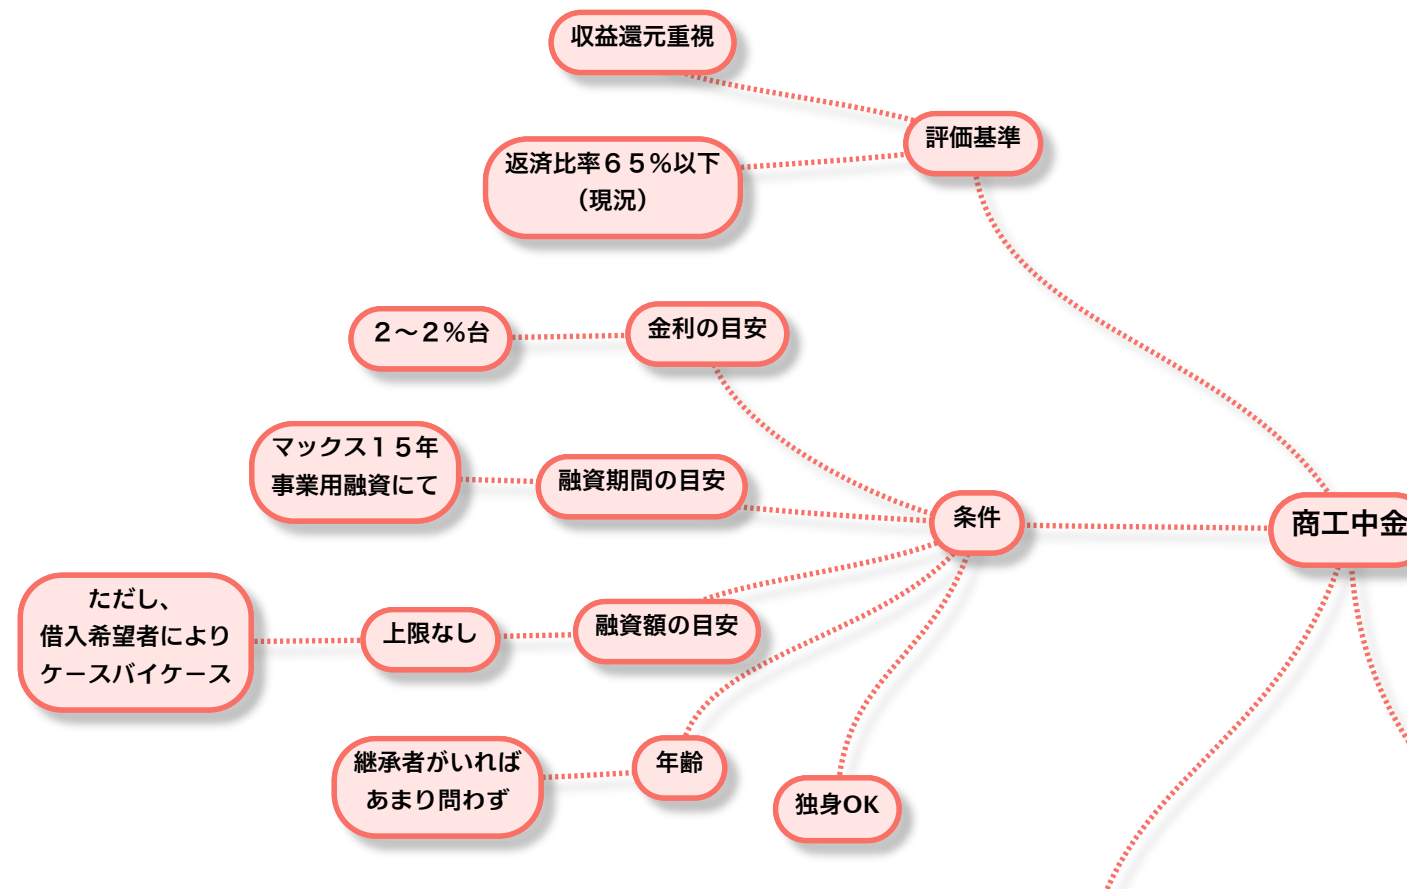 収益還元重視
評価基準
返済比率６５％以下
（現況）
金利の目安
２～２％台
マックス１５年
事業用融資にて
融資期間の目安
条件
商工中金
ただし、
借入希望者により
ケースバイケース
上限なし
融資額の目安
継承者がいれば
あまり問わず
年齢
独身OK